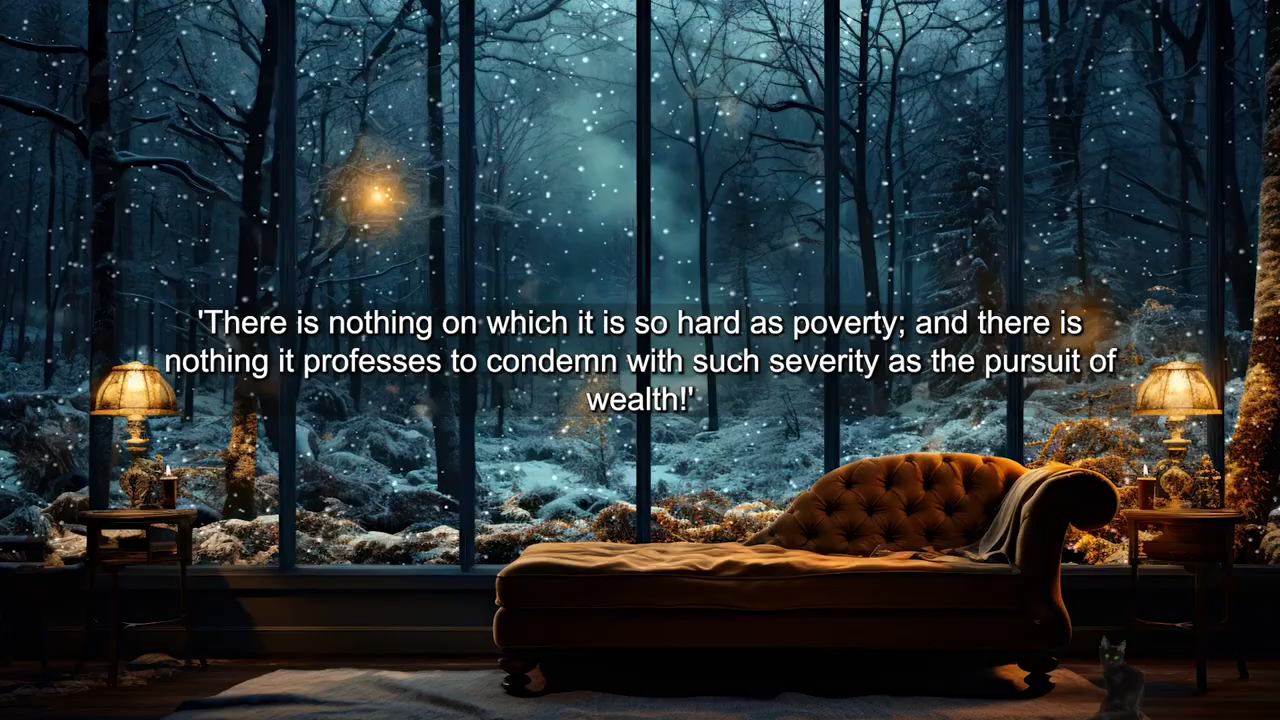 'There is nothing on which it is so hard as poverty; and there is
nothing it professes to condemn with such severity as the pursuit of
wealth!'